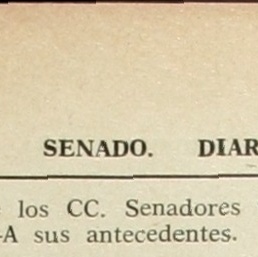 SENADO. DIAR
los CC. Senadores
-A sus antecedentes.